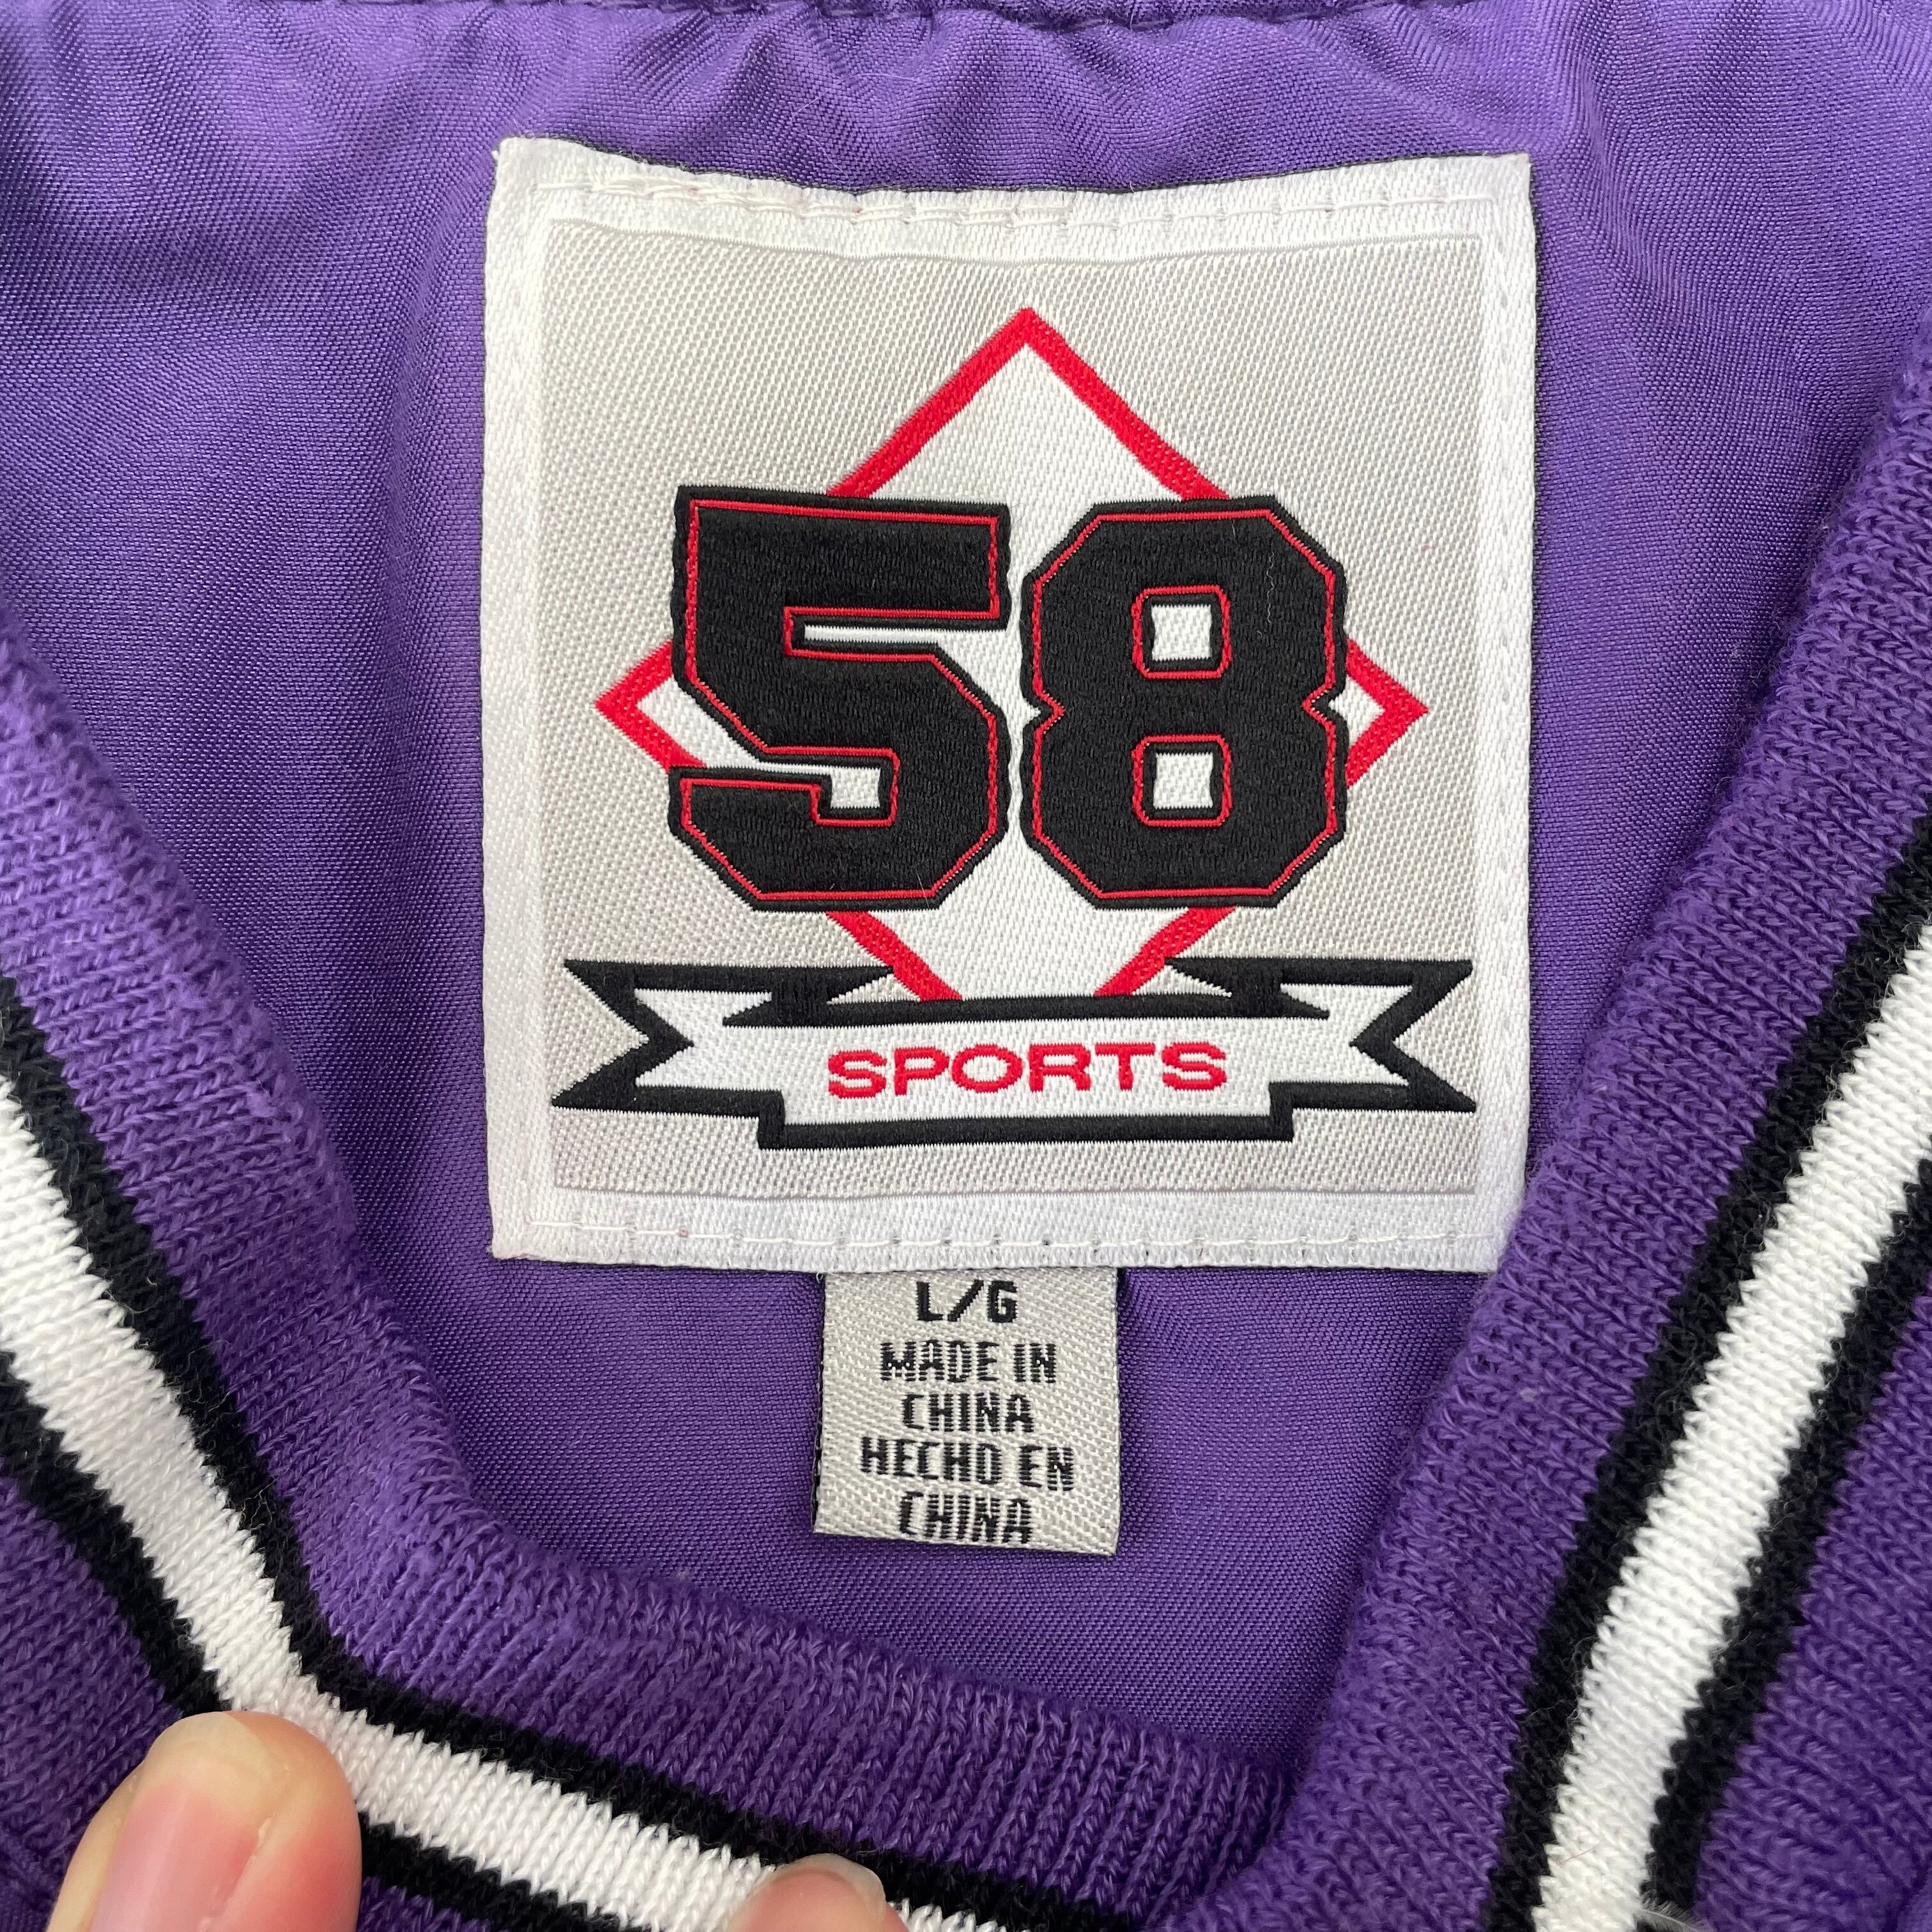 58
SPORTS
L/G
MADE IN
CHINA
HECHO EN
CHINA